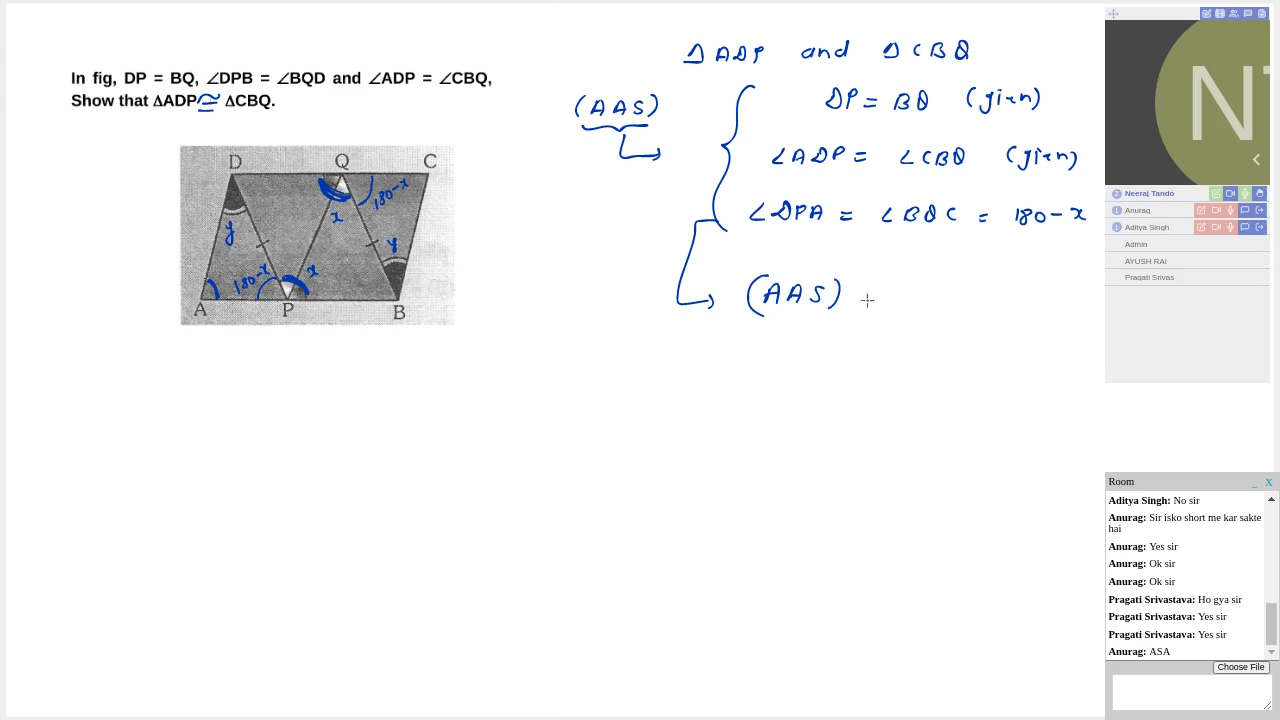 In fig, DP = BQ, ∠DPB = ∠BQD and ∠ADP = ∠CBQ,
Show that ΔADP ≅ ΔCBQ.
D Q C
x 180-x
y y
180-x x
A P B
Δ ADP and Δ CBQ
(AAS)
DP = BQ (given)
∠ADP = ∠CBQ (given)
∠DPA = ∠BQC = 180-x
(AAS)
NT
Neeraj Tando
Anuraq
Aditya Singh
Admin
AYUSH RAI
Pragati Srivas
Room _ X
Aditya Singh: No sir
Anurag: Sir isko short me kar sakte
hai
Anurag: Yes sir
Anurag: Ok sir
Anurag: Ok sir
Pragati Srivastava: Ho gya sir
Pragati Srivastava: Yes sir
Pragati Srivastava: Yes sir
Anurag: ASA
Choose File